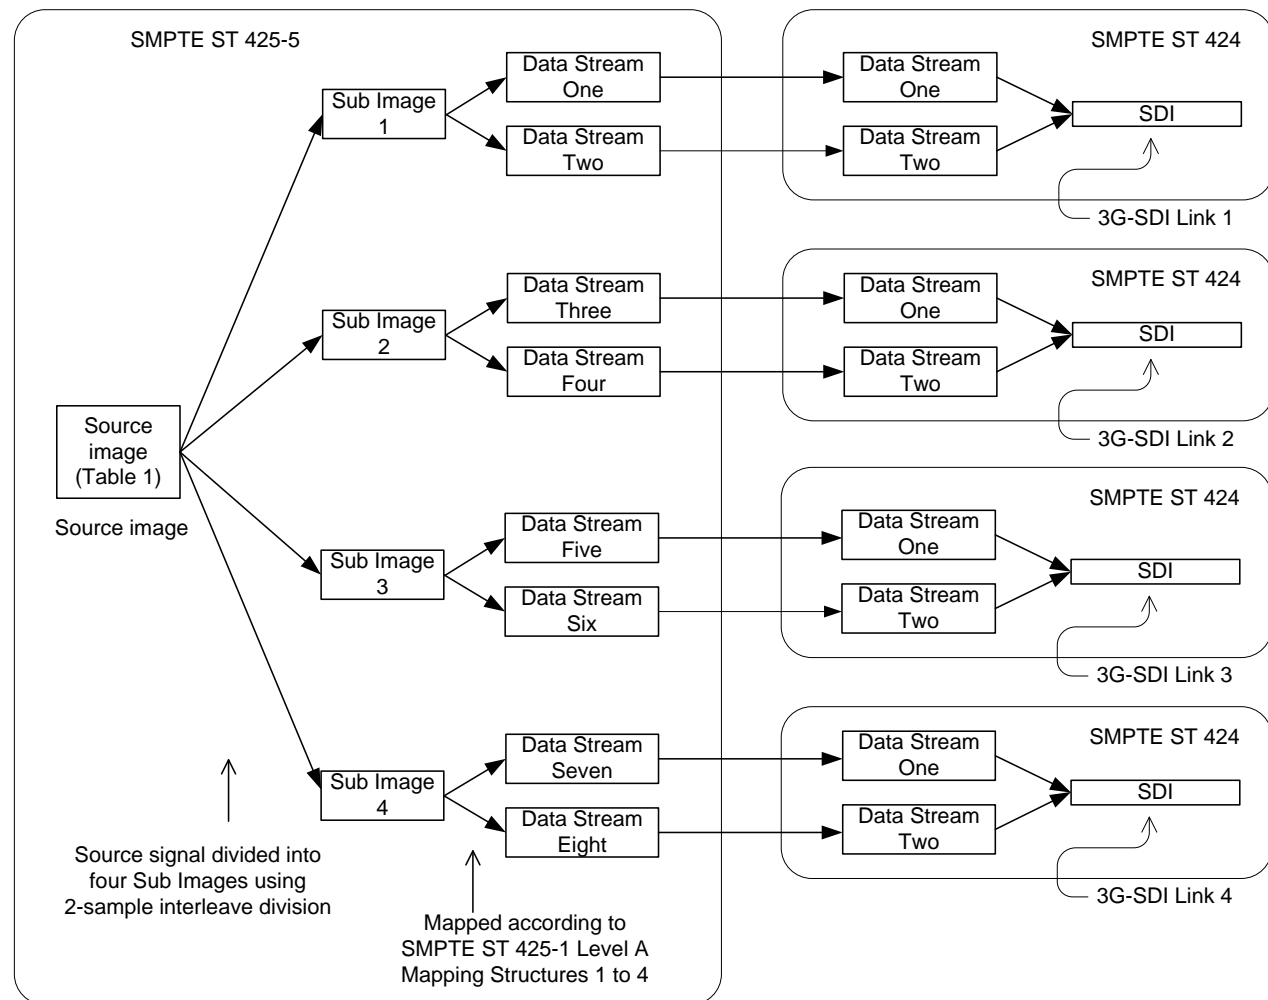 SMPTE ST 425-5
SMPTE ST 424
Sub Image
1
Data Stream
One
Data Stream
Two
Data Stream
One
Data Stream
Two
SDI
3G-SDI Link 1
Sub Image
2
Data Stream
Three
Data Stream
Four
SMPTE ST 424
Data Stream
One
Data Stream
Two
SDI
3G-SDI Link 2
Source
image
(Table 1)
Source image
Sub Image
3
Data Stream
Five
Data Stream
Six
SMPTE ST 424
Data Stream
One
Data Stream
Two
SDI
3G-SDI Link 3
Sub Image
4
Data Stream
Seven
Data Stream
Eight
SMPTE ST 424
Data Stream
One
Data Stream
Two
SDI
3G-SDI Link 4
Source signal divided into
four Sub Images using
2-sample interleave division
Mapped according to
SMPTE ST 425-1 Level A
Mapping Structures 1 to 4